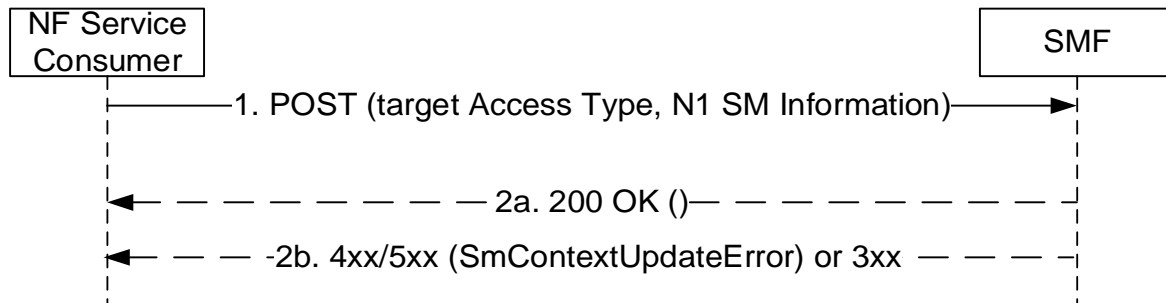 NF Service
Consumer
SMF
1. POST (target Access Type, N1 SM Information)
2a. 200 OK ()
2b. 4xx/5xx (SmContextUpdateError) or 3xx